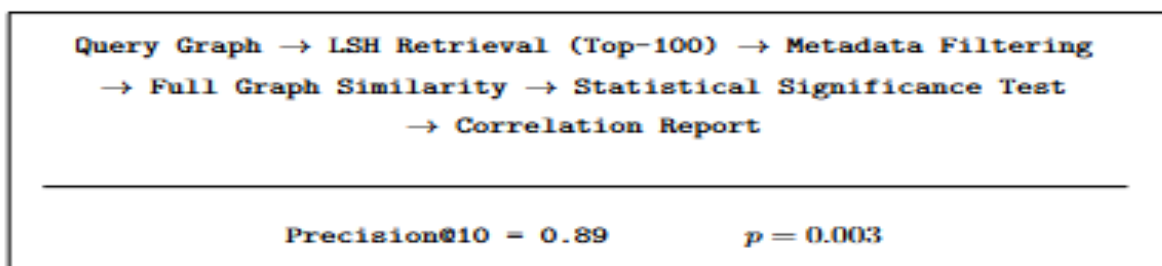 Query Graph → LSH Retrieval (Top-100) → Metadata Filtering
→ Full Graph Similarity → Statistical Significance Test
→ Correlation Report
Precision@10 = 0.89 p = 0.003